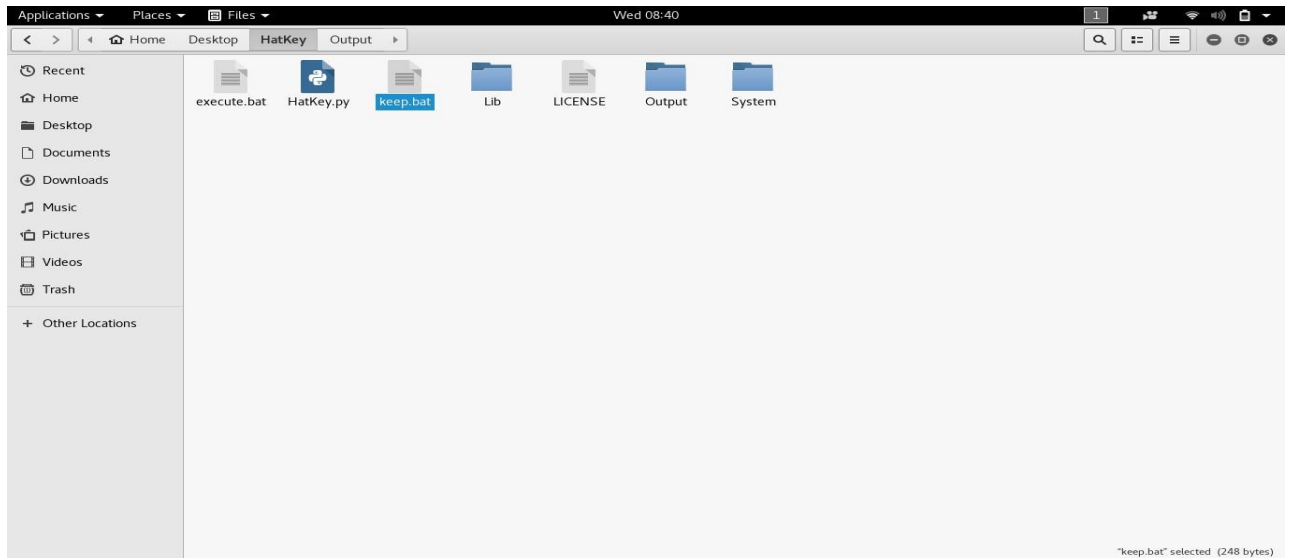 Applications Places Files Wed 08:40 1
Home Desktop HatKey Output
Recent
Home
Desktop
Documents
Downloads
Music
Pictures
Videos
Trash
+ Other Locations
execute.bat HatKey.py keep.bat Lib LICENSE Output System
"keep.bat" selected (248 bytes)